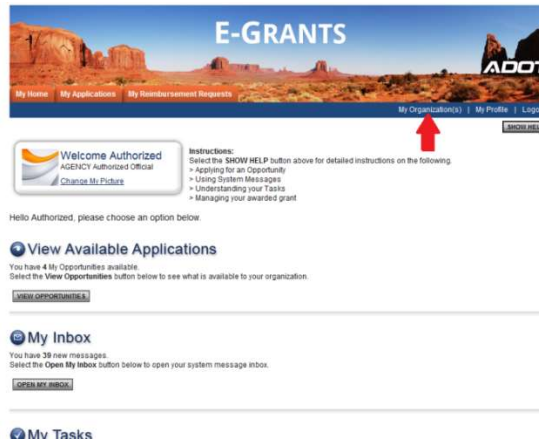 E-GRANTS
ADOT
My Home My Applications My Reimbursement Requests
My Organization(s) | My Profile | Logo
SHOW HEL
Welcome Authorized
AGENCY Authorized Official
Change My Picture
Instructions:
Select the SHOW HELP button above for detailed instructions on the following.
> Applying for an Opportunity
> Using System Messages
> Understanding your Tasks
> Managing your awarded grant
Hello Authorized, please choose an option below.
View Available Applications
You have 4 My Opportunities available.
Select the View Opportunities button below to see what is available to your organization.
VIEW OPPORTUNITIES
My Inbox
You have 39 new messages.
Select the Open My Inbox button below to open your system message inbox.
OPEN MY INBOX
My Tasks